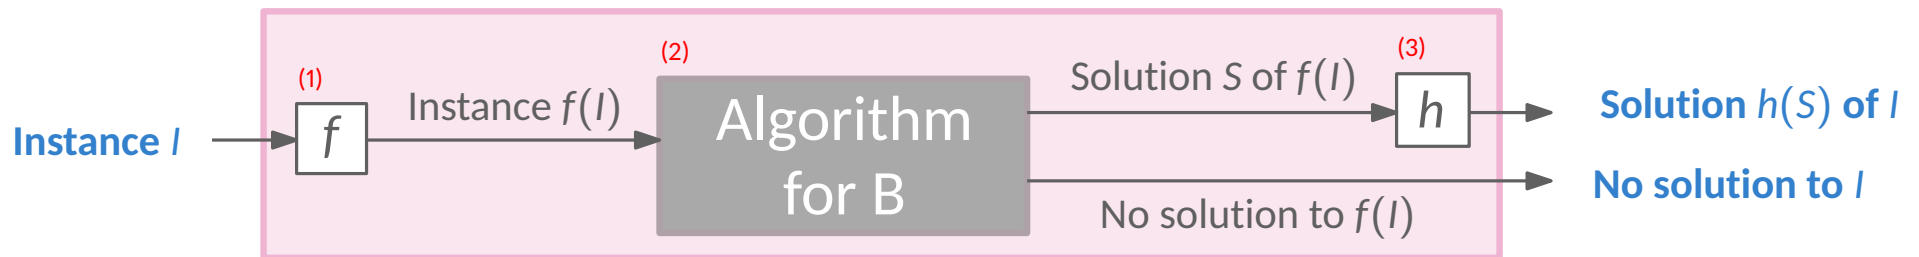 Instance I
(1)
f
Instance f(I)
(2)
Algorithm
for B
Solution S of f(I)
No solution to f(I)
(3)
h
Solution h(S) of I
No solution to I